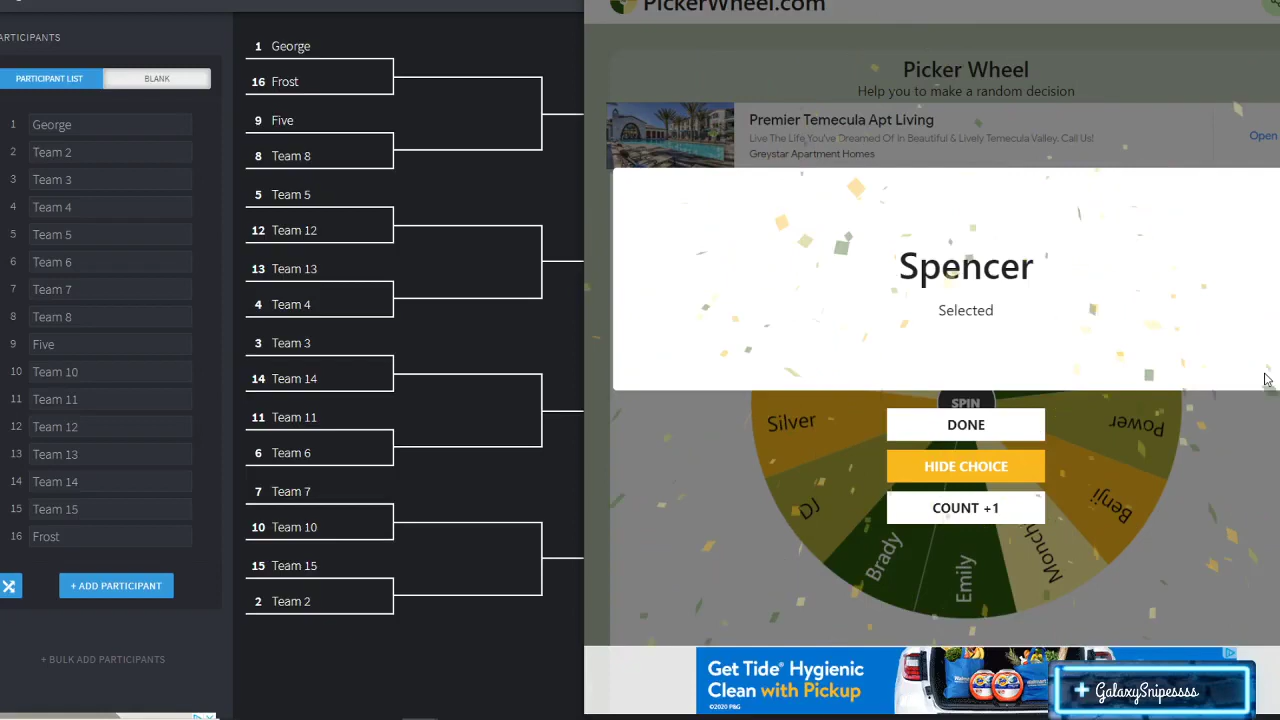 PARTICIPANTS
PARTICIPANT LIST
BLANK
1 George
2 Team 2
3 Team 3
4 Team 4
5 Team 5
6 Team 6
7 Team 7
8 Team 8
9 Five
10 Team 10
11 Team 11
12 Team 12
13 Team 13
14 Team 14
15 Team 15
16 Frost
+ ADD PARTICIPANT
+ BULK ADD PARTICIPANTS
1 George
16 Frost
9 Five
8 Team 8
5 Team 5
12 Team 12
13 Team 13
4 Team 4
3 Team 3
14 Team 14
11 Team 11
6 Team 6
7 Team 7
10 Team 10
15 Team 15
2 Team 2
PickerWheel.com
Picker Wheel
Help you to make a random decision
Premier Temecula Apt Living
Live The Life You've Dreamed Of In Beautiful & Lively Temecula Valley. Call Us!
Greystar Apartment Homes
Open
Spencer
Selected
SPIN
DONE
HIDE CHOICE
COUNT +1
Silver
DJ
Brady
Emily
Monch
Benji
Power
Get Tide® Hygienic
Clean with Pickup
©2020 P&G
GalaxySnipessss